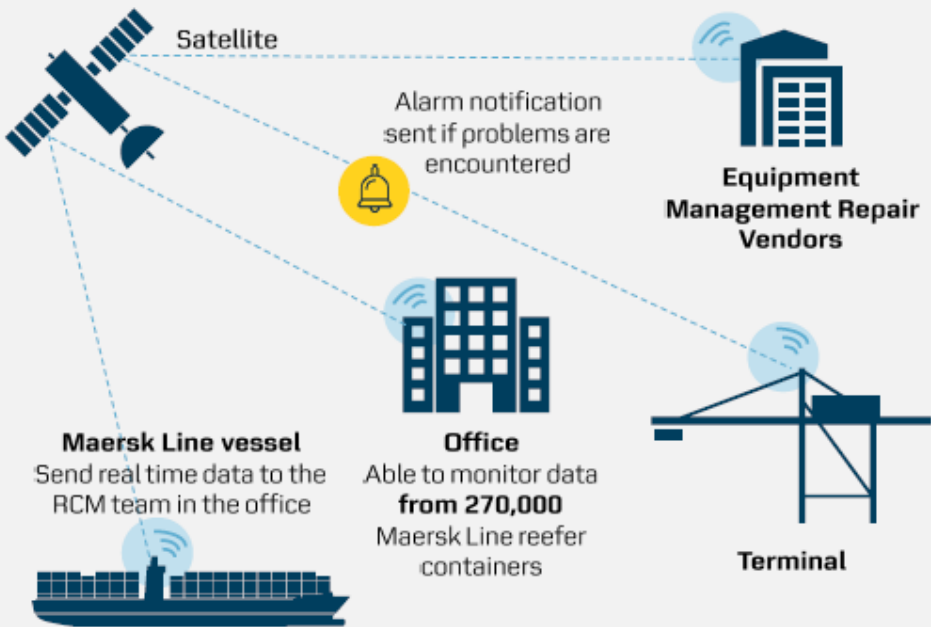 Satellite
Alarm notification
sent if problems are
encountered
Equipment
Management Repair
Vendors
Maersk Line vessel
Send real time data to the
RCM team in the office
Office
Able to monitor data
from 270,000
Maersk Line reefer
containers
Terminal